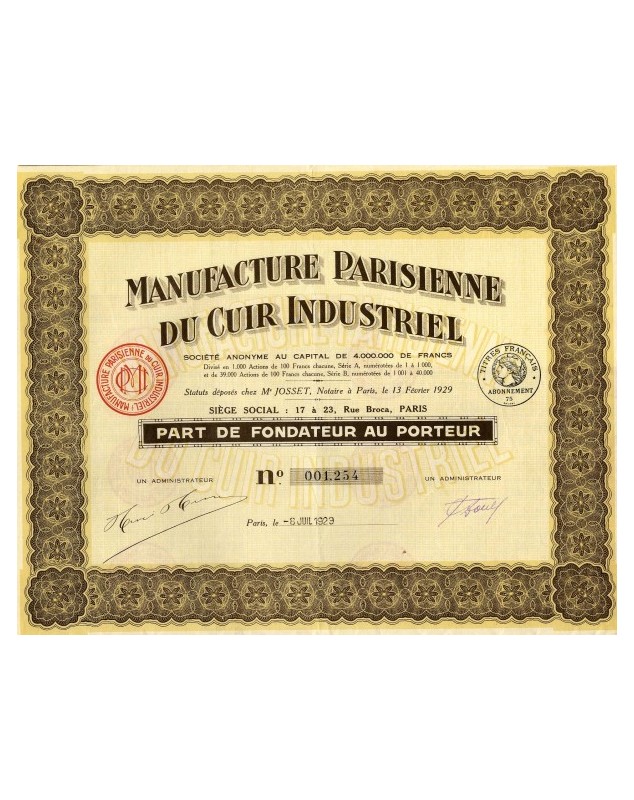 MANUFACTURE PARISIENNE
DU CUIR INDUSTRIEL
SOCIÉTÉ ANONYME AU CAPITAL DE 4.000.000 DE FRANCS
Divisé en 1.000 Actions de 100 Francs chacune, Série A, numérotées de 1 à 1 000,
et de 39.000 Actions de 100 Francs chacune, Série B, numérotées de 1 001 à 40.000
MANUFACTURE PARISIENNE DU CUIR INDUSTRIEL
Statuts déposés chez Me JOSSET, Notaire à Paris, le 13 Février 1929
TITRES FRANÇAIS
ABONNEMENT
75
SIÈGE SOCIAL : 17 à 23, Rue Broca, PARIS
PART DE FONDATEUR AU PORTEUR
UN ADMINISTRATEUR
no. 001.254
UN ADMINISTRATEUR
Paris, le -8 JUIL 1929